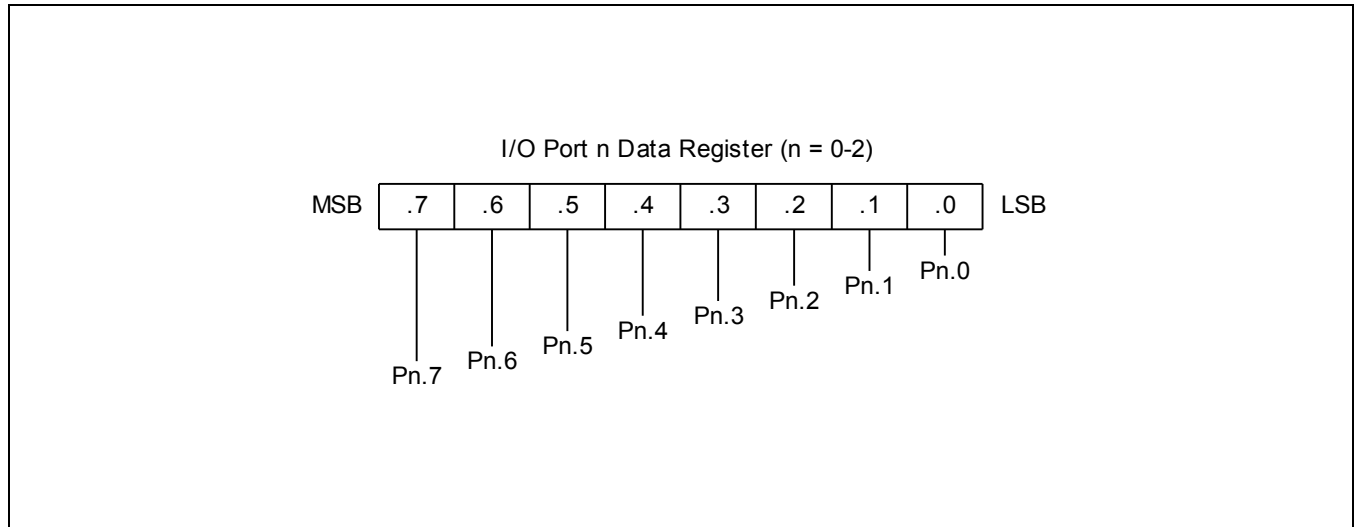 I/O Port n Data Register (n = 0-2)
MSB .7 .6 .5 .4 .3 .2 .1 .0 LSB
Pn.0
Pn.1
Pn.2
Pn.3
Pn.4
Pn.5
Pn.6
Pn.7